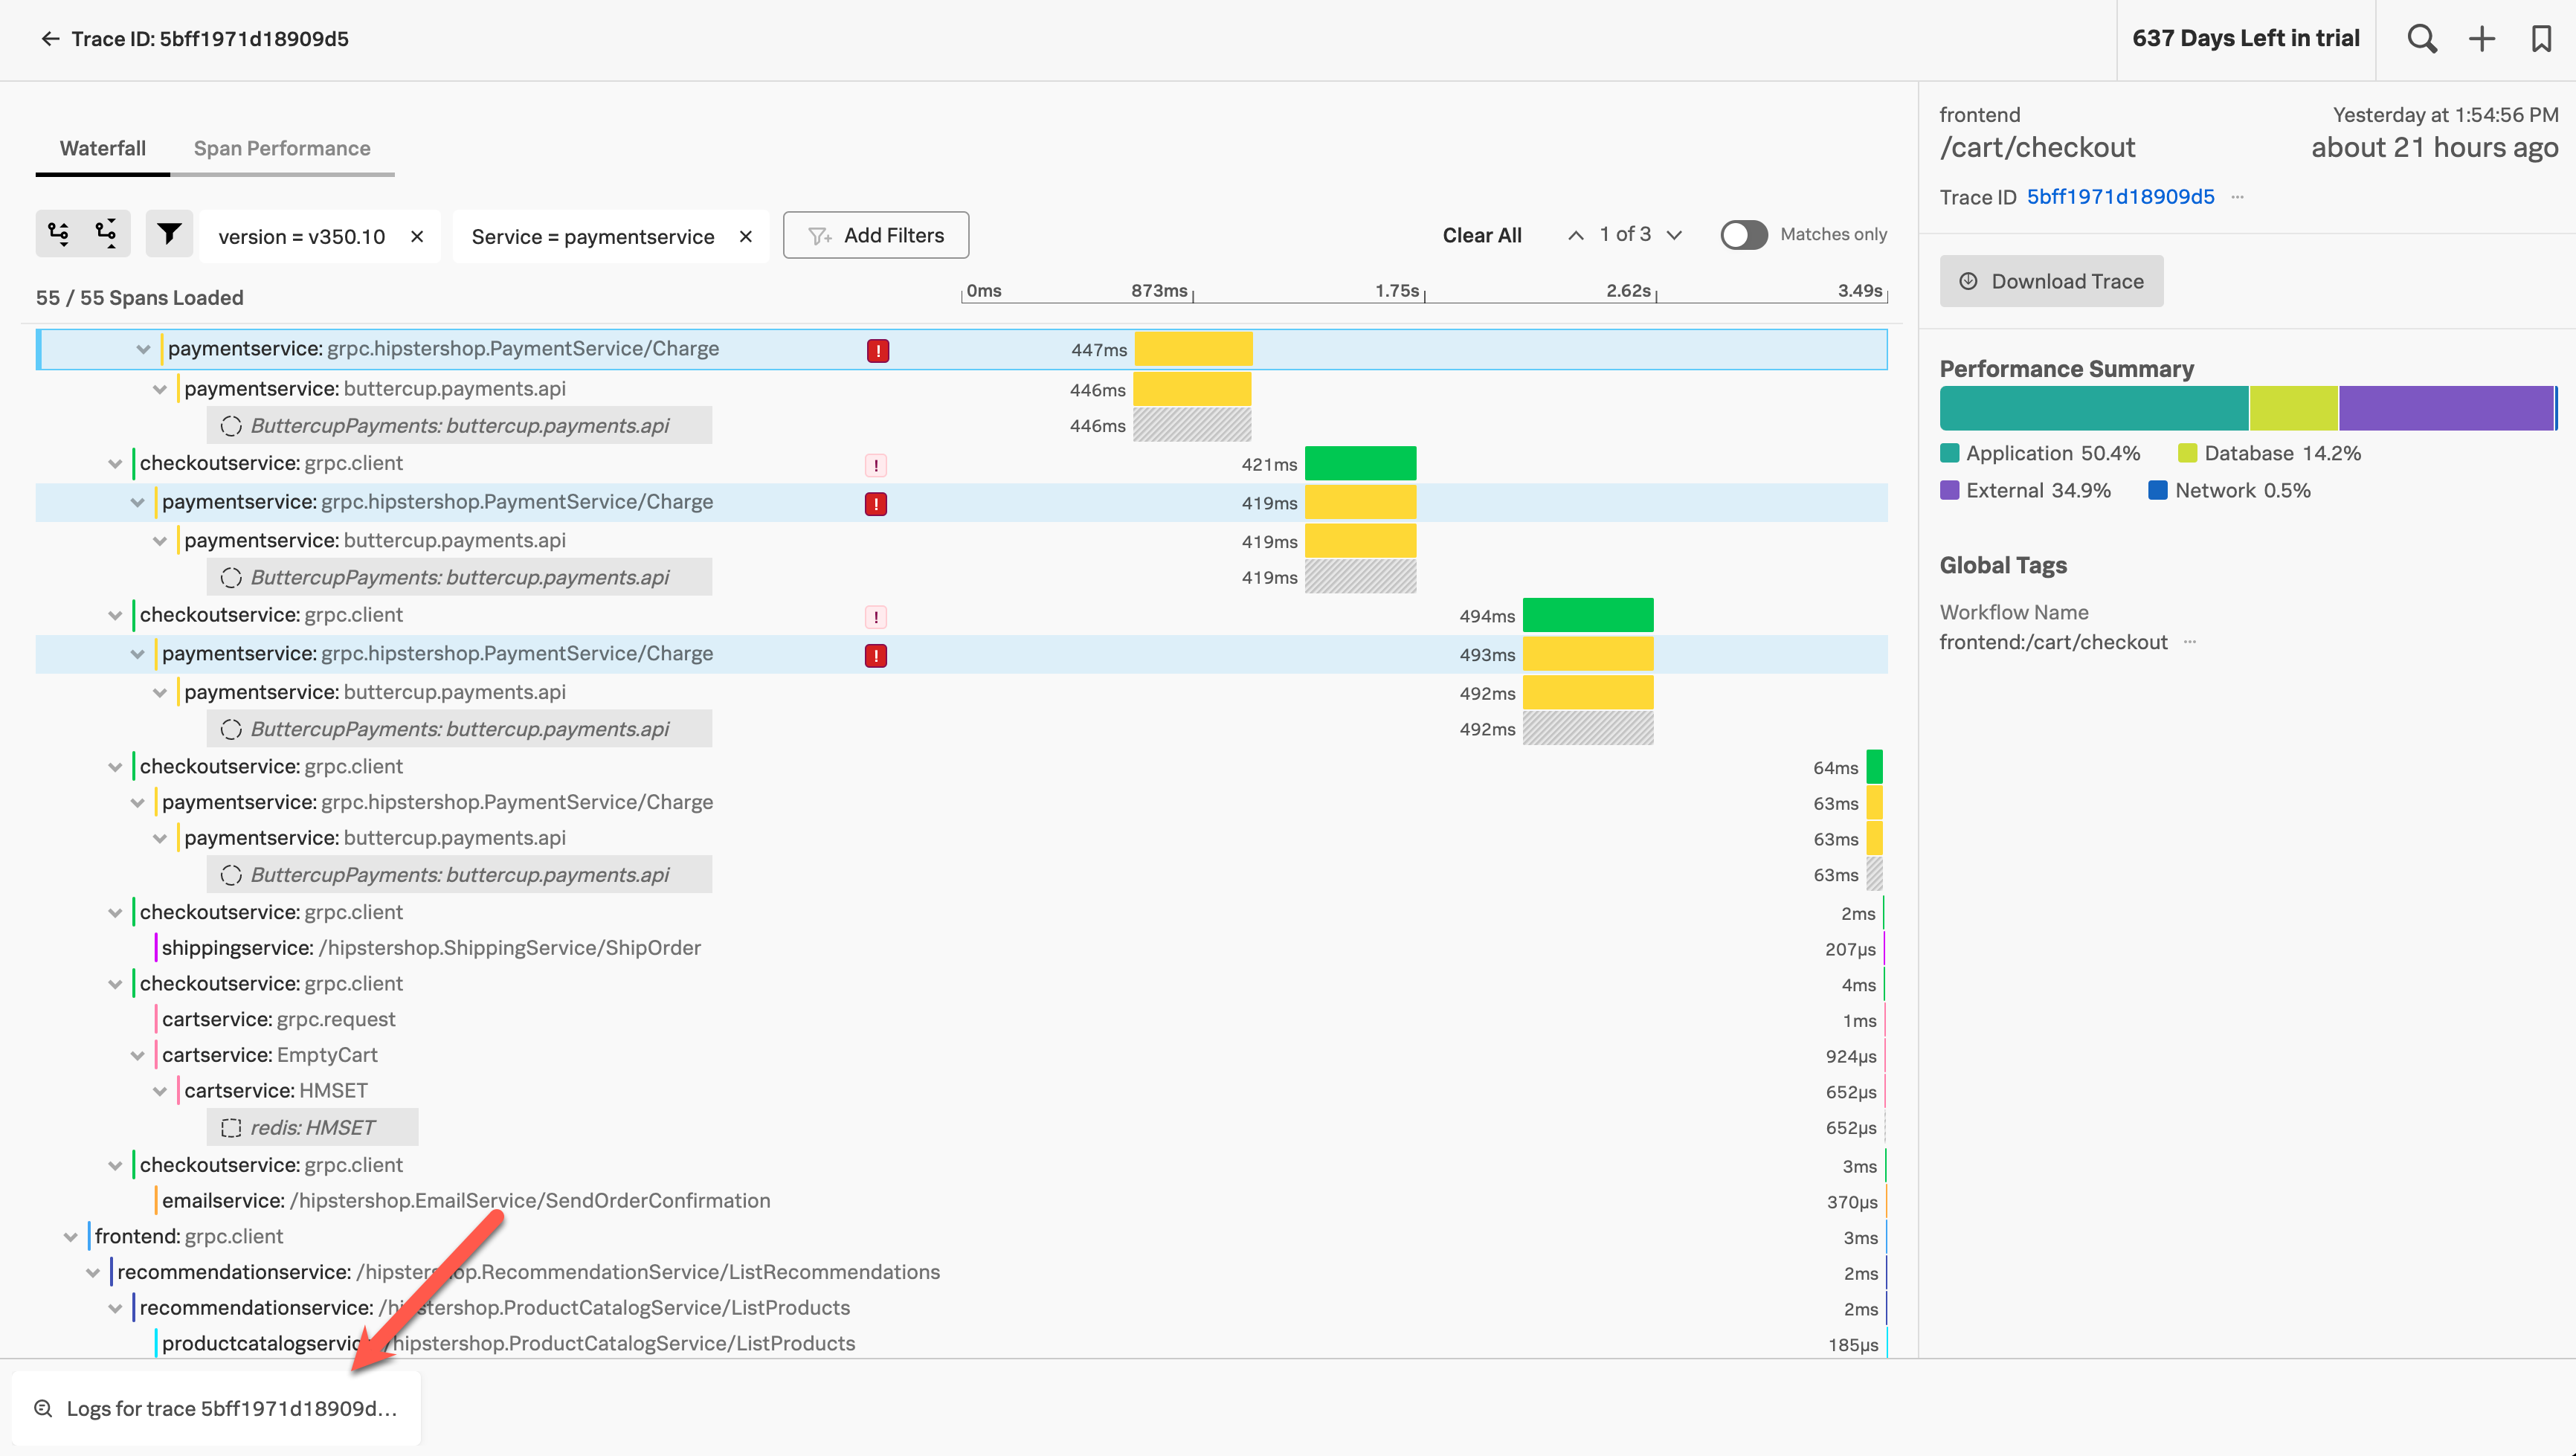 Trace ID: 5bff1971d18909d5
637 Days Left in trial
Waterfall
Span Performance
version = v350.10
Service = paymentservice
Add Filters
Clear All
1 of 3
Matches only
55 / 55 Spans Loaded
0ms
873ms
1.75s
2.62s
3.49s
paymentservice: grpc.hipstershop.PaymentService/Charge ! 447ms
paymentservice: buttercup.payments.api 446ms
ButtercupPayments: buttercup.payments.api 446ms
checkoutservice: grpc.client ! 421ms
paymentservice: grpc.hipstershop.PaymentService/Charge ! 419ms
paymentservice: buttercup.payments.api 419ms
ButtercupPayments: buttercup.payments.api 419ms
checkoutservice: grpc.client ! 494ms
paymentservice: grpc.hipstershop.PaymentService/Charge ! 493ms
paymentservice: buttercup.payments.api 492ms
ButtercupPayments: buttercup.payments.api 492ms
checkoutservice: grpc.client 64ms
paymentservice: grpc.hipstershop.PaymentService/Charge 63ms
paymentservice: buttercup.payments.api 63ms
ButtercupPayments: buttercup.payments.api 63ms
checkoutservice: grpc.client 2ms
shippingservice: /hipstershop.ShippingService/ShipOrder 207µs
checkoutservice: grpc.client 4ms
cartservice: grpc.request 1ms
cartservice: EmptyCart 924µs
cartservice: HMSET 652µs
redis: HMSET 652µs
checkoutservice: grpc.client 3ms
emailservice: /hipstershop.EmailService/SendOrderConfirmation 370µs
frontend: grpc.client 3ms
recommendationservice: /hipstershop.RecommendationService/ListRecommendations 2ms
recommendationservice: /hipstershop.ProductCatalogService/ListProducts 2ms
productcatalogservice: /hipstershop.ProductCatalogService/ListProducts 185µs
Logs for trace 5bff1971d18909d...
frontend
Yesterday at 1:54:56 PM
/cart/checkout
about 21 hours ago
Trace ID 5bff1971d18909d5 ...
Download Trace
Performance Summary
Application 50.4%
Database 14.2%
External 34.9%
Network 0.5%
Global Tags
Workflow Name
frontend:/cart/checkout ...